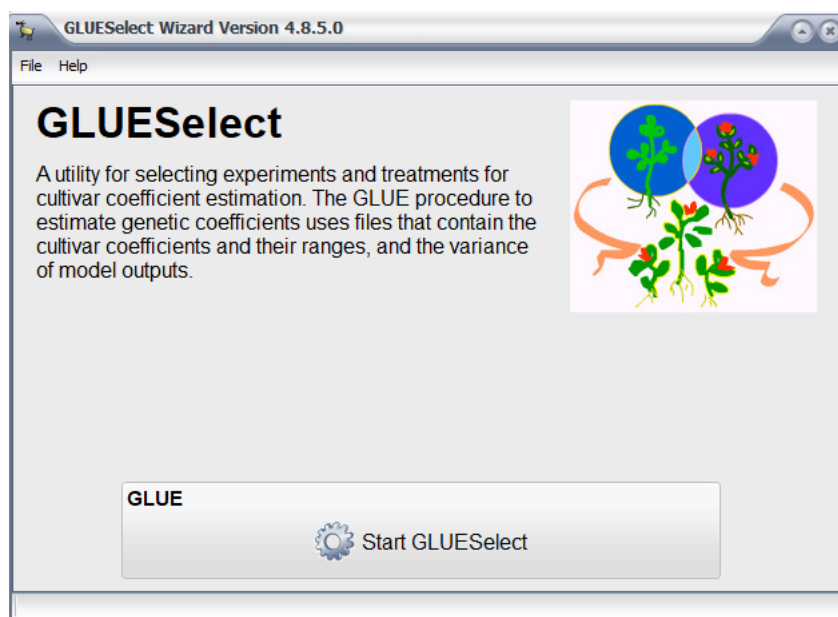 GLUESelect Wizard Version 4.8.5.0
File Help
GLUESelect
A utility for selecting experiments and treatments for
cultivar coefficient estimation. The GLUE procedure to
estimate genetic coefficients uses files that contain the
cultivar coefficients and their ranges, and the variance
of model outputs.
GLUE
Start GLUESelect